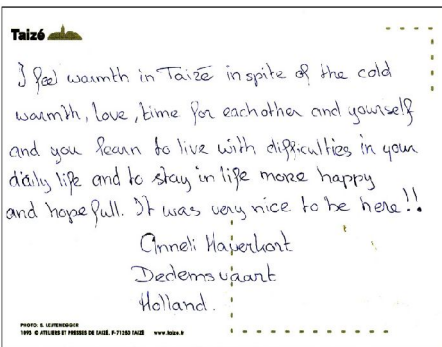 Taizé
I feel warmth in Taizé in spite of the cold
warmth, love, time for eachother and yourself
and you learn to live with difficulties in your
daily life and to stay in life more happy
and hopefull. It was very nice to be here!!
Anneli Haverkort
Dedemsvaart
Holland.
PHOTO: S. LEUTENEGGER
1095 © ATELIERS ET PRESSES DE TAIZÉ, F-71250 TAIZÉ www.taize.fr